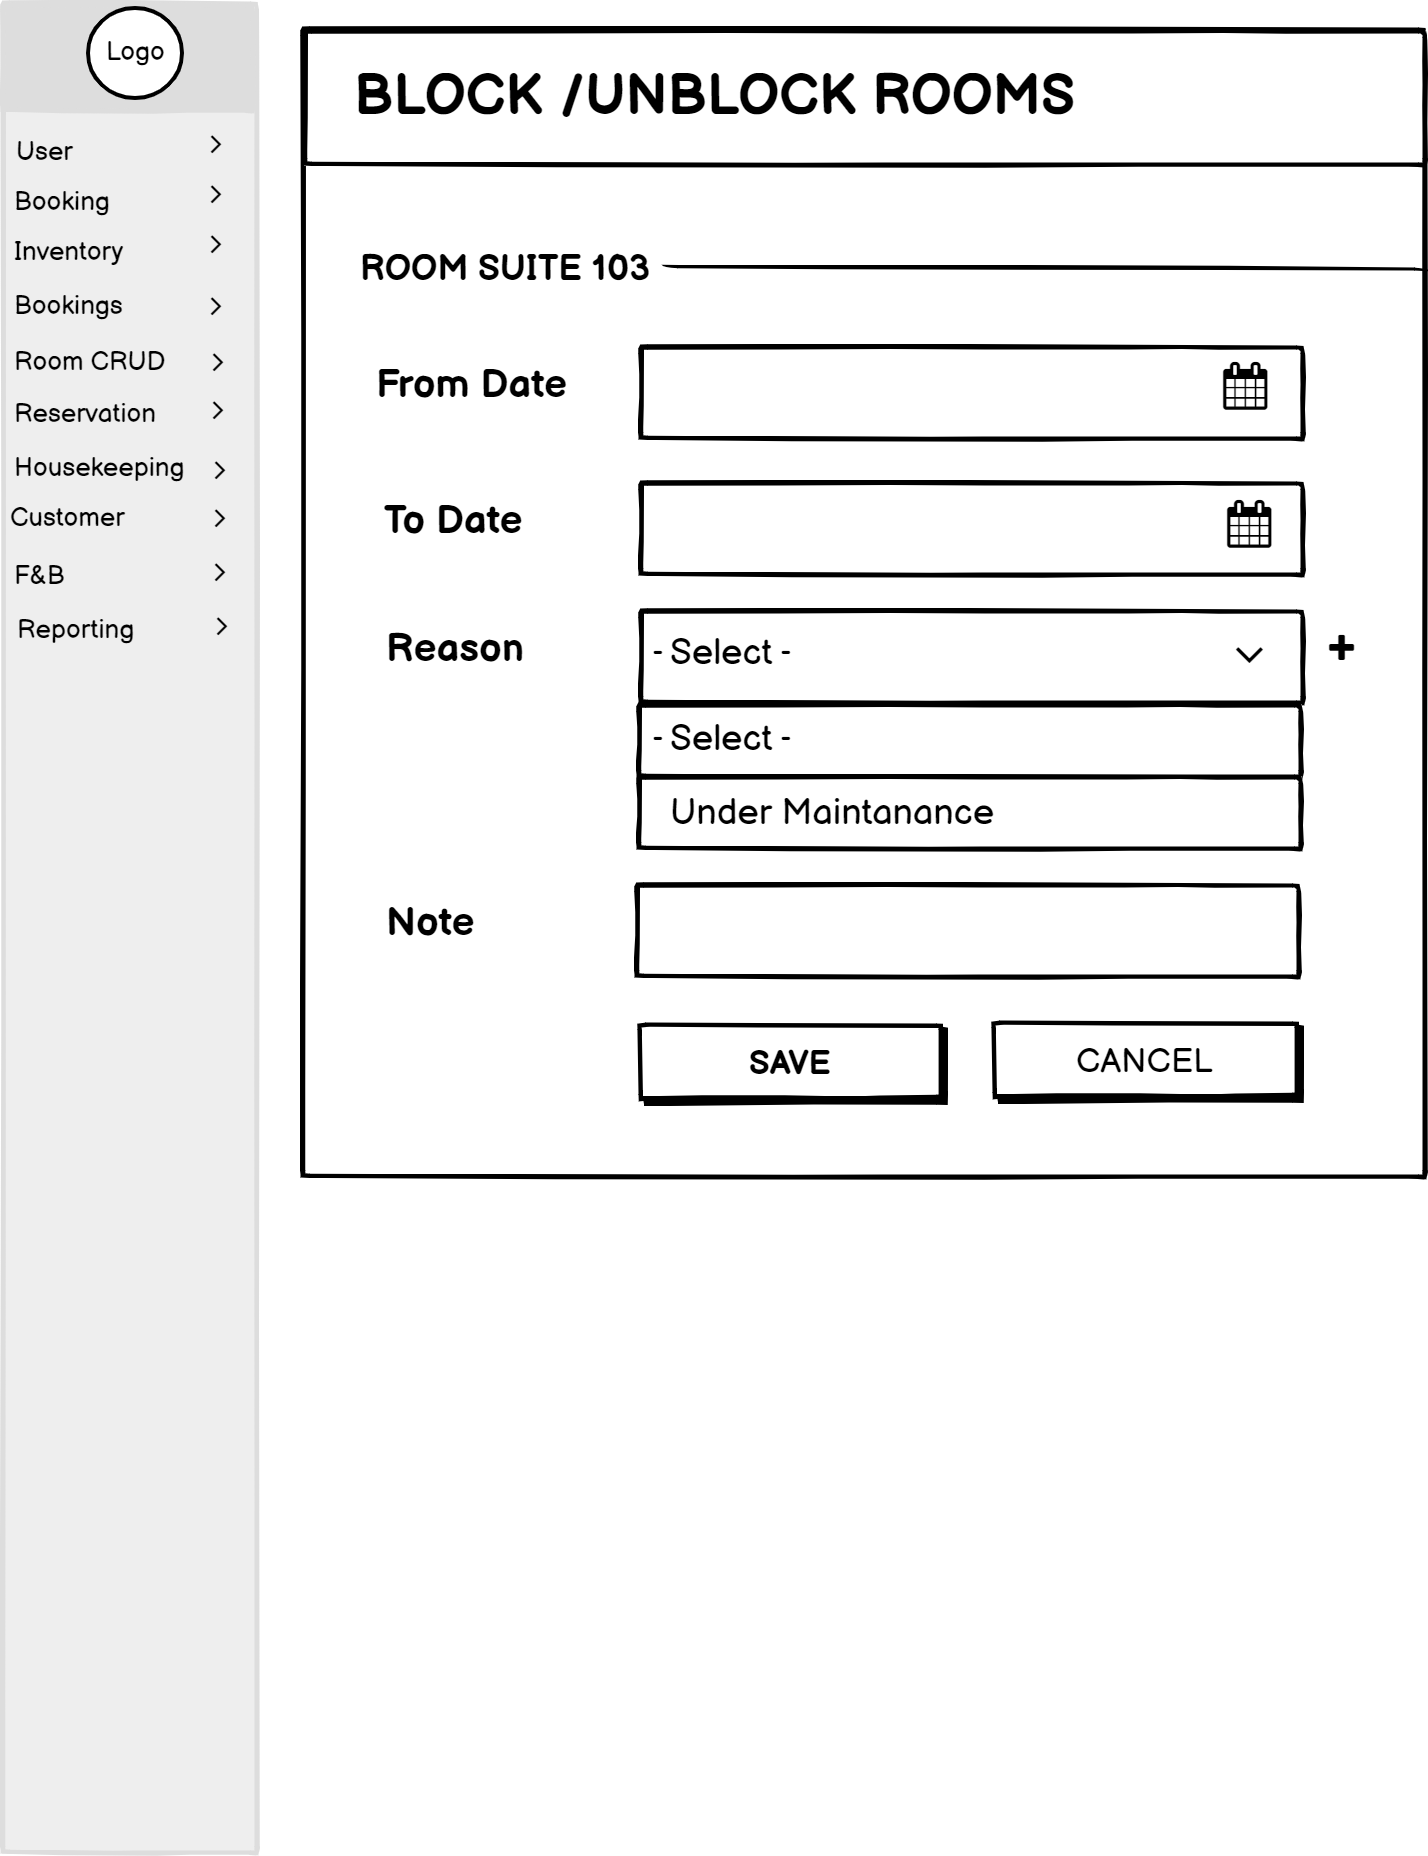 Logo
User
Booking
Inventory
Bookings
Room CRUD
Reservation
Housekeeping
Customer
F&B
Reporting
BLOCK /UNBLOCK ROOMS
ROOM SUITE 103
From Date
To Date
Reason
- Select -
- Select -
Under Maintanance
Note
SAVE
CANCEL